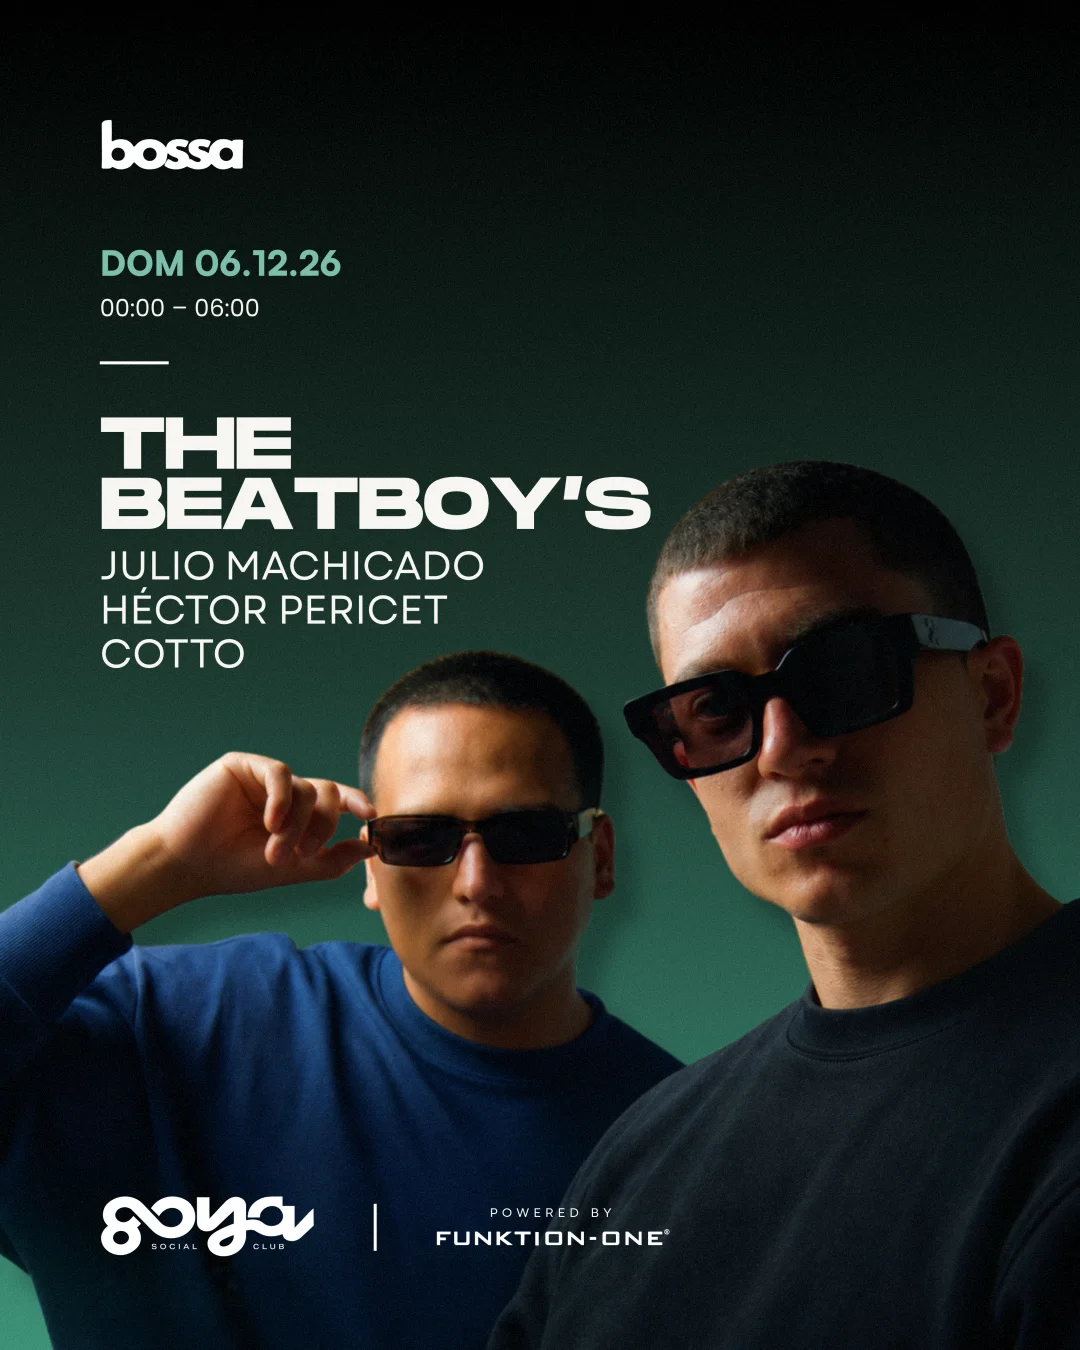 bossa
DOM 06.12.26
00:00 – 06:00
THE
BEATBOY'S
JULIO MACHICADO
HÉCTOR PERICET
COTTO
goya
SOCIAL CLUB
POWERED BY
FUNKTION-ONE®